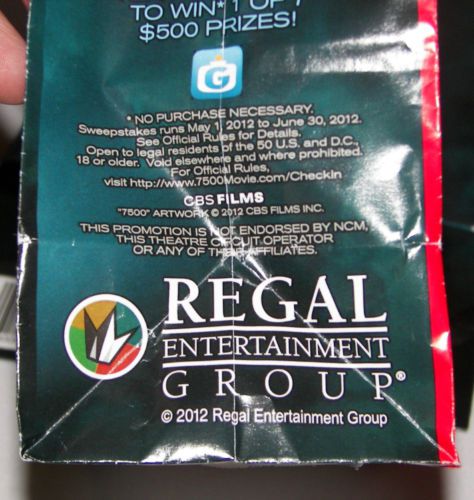 TO WIN* 1 OF 7
$500 PRIZES!
G
* NO PURCHASE NECESSARY.
Sweepstakes runs May 1, 2012 to June 30, 2012.
See Official Rules for Details.
Open to legal residents of the 50 U.S. and D.C.,
18 or older. Void elsewhere and where prohibited.
For Official Rules,
visit http://www.7500Movie.com/CheckIn
CBS FILMS
"7500" ARTWORK © 2012 CBS FILMS INC.
THIS PROMOTION IS NOT ENDORSED BY NCM,
THIS THEATRE CIRCUIT OPERATOR
OR ANY OF THEIR AFFILIATES.
REGAL
ENTERTAINMENT
GROUP®
© 2012 Regal Entertainment Group